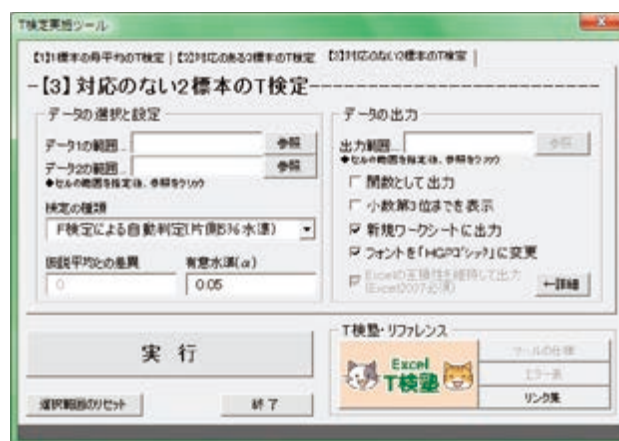 T検定実施ツール
【1】1標本の母平均のT検定
【2】対応のある2標本のT検定
【3】対応のない2標本のT検定
【3】対応のない2標本のT検定
データの選択と設定
データ1の範囲...
参照
データ2の範囲...
参照
◆セルの範囲を指定後、参照をクリック
検定の種類
F検定による自動判定(片側5%水準)
仮説平均との差異
有意水準(α)
0
0.05
データの出力
出力範囲...
参照
◆セルの範囲を指定後、参照をクリック
関数として出力
小数第3位までを表示
新規ワークシートに出力
フォントを「HGPゴシック」に変更
Excelの互換性を維持して出力
(Excel2007必須)
←詳細
実 行
選択範囲のリセット
終 了
T検塾・リファレンス
Excel
T検塾
ツールの仕様
エラー表
リンク集